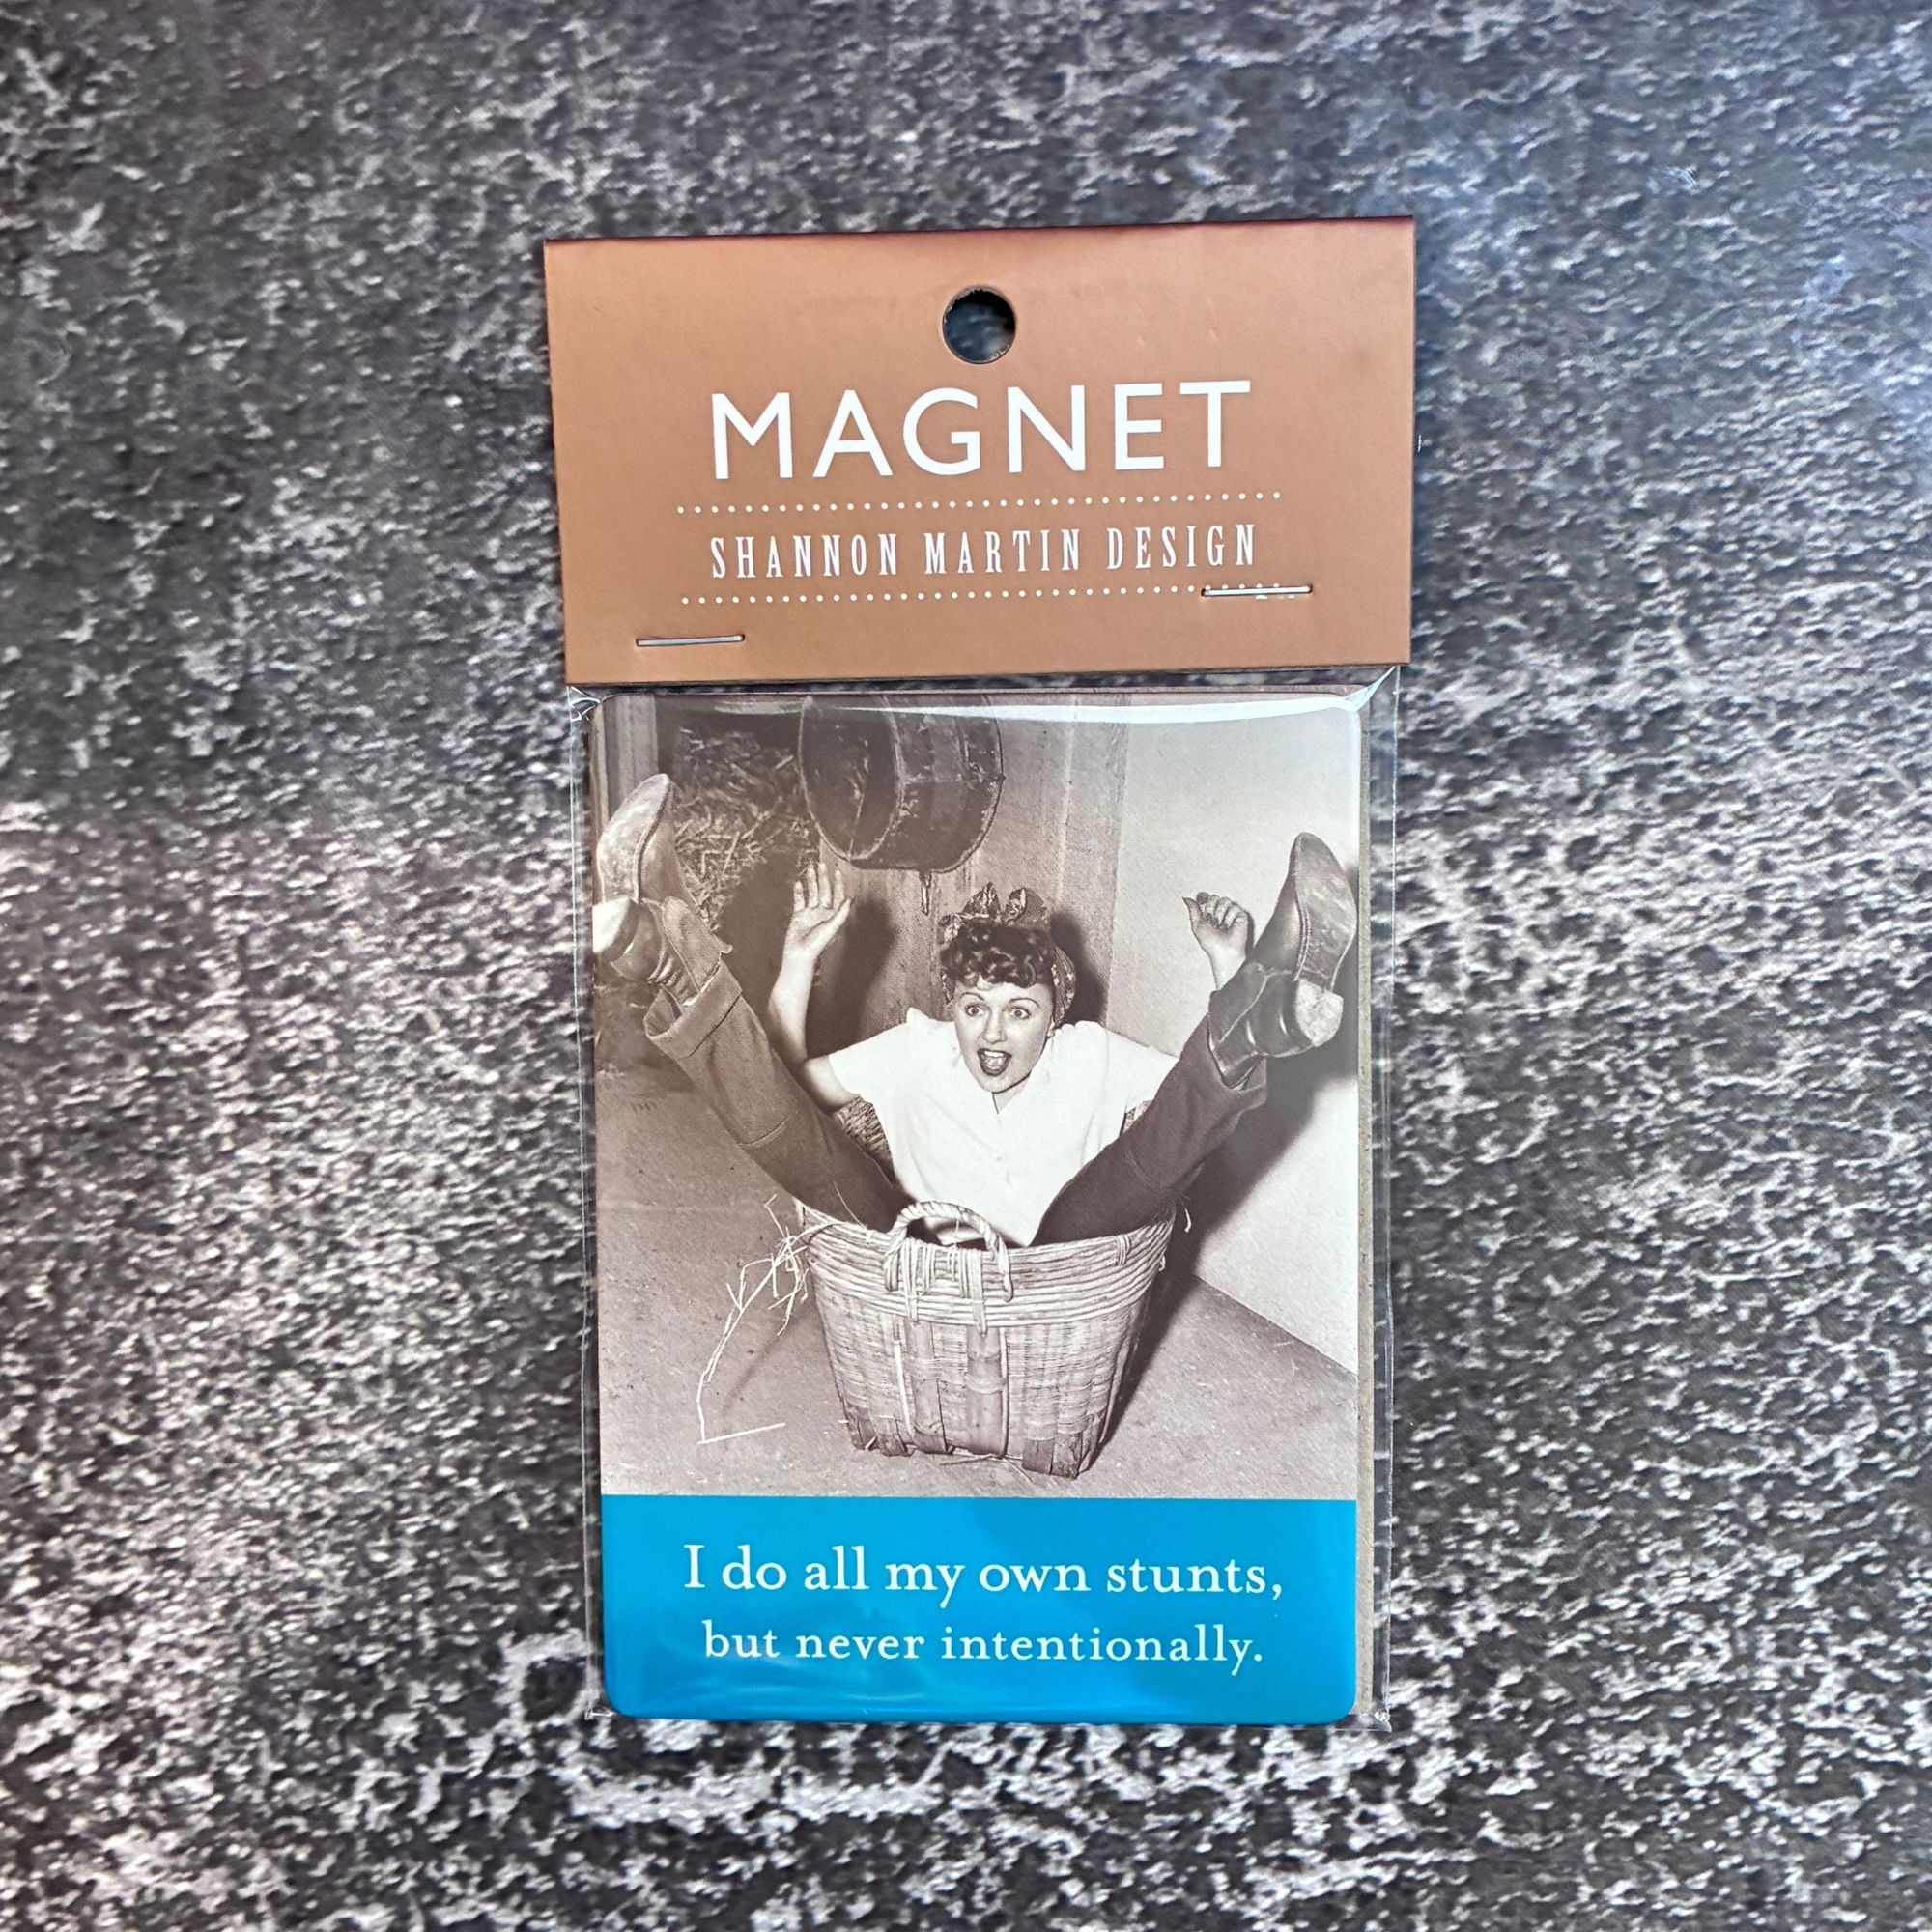 MAGNET
SHANNON MARTIN DESIGN
I do all my own stunts,
but never intentionally.